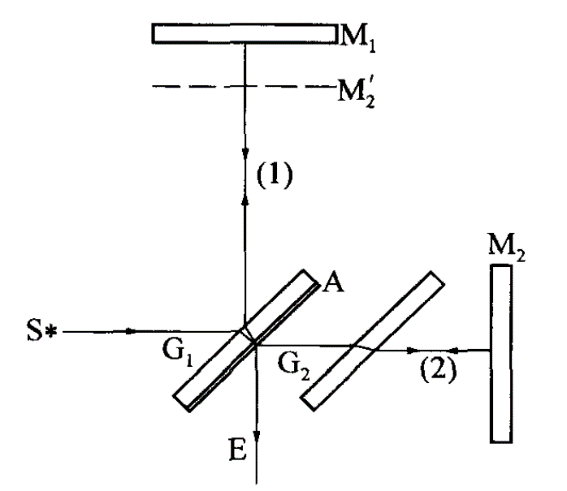 M₁
M₂′
(1)
M₂
A
S*
G₁
G₂
(2)
E